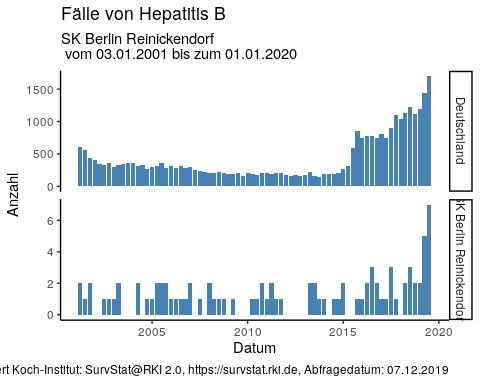 Fälle von Hepatitis B
SK Berlin Reinickendorf
vom 03.01.2001 bis zum 01.01.2020
Anzahl
1500
1000
500
0
Deutschland
6
4
2
0
SK Berlin Reinickendorf
2005
2010
2015
2020
Datum
ert Koch-Institut: SurvStat@RKI 2.0, https://survstat.rki.de, Abfragedatum: 07.12.2019